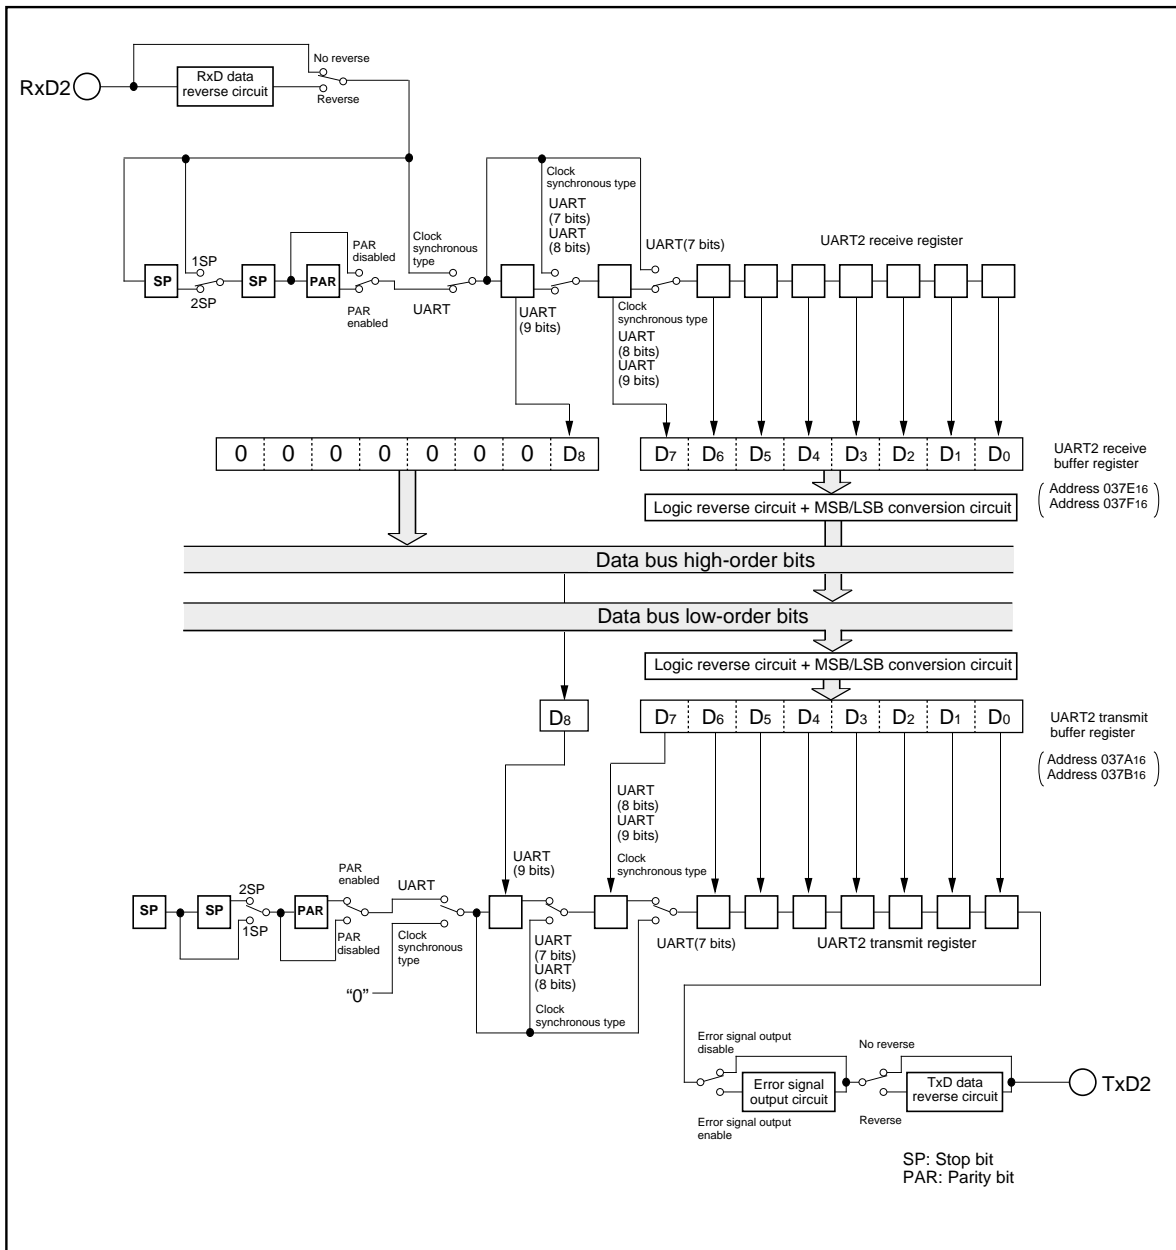 No reverse
RxD2
RxD data
reverse circuit
Reverse
Clock
synchronous type
UART
(7 bits)
UART
(8 bits)
UART(7 bits)
UART2 receive register
1SP
PAR
disabled
Clock
synchronous
type
SP
SP
PAR
2SP
PAR
enabled
UART
UART
(9 bits)
Clock
synchronous type
UART
(8 bits)
UART
(9 bits)
0 0 0 0 0 0 0 D8
D7 D6 D5 D4 D3 D2 D1 D0
UART2 receive
buffer register
Address 037E16
Address 037F16
Logic reverse circuit + MSB/LSB conversion circuit
Data bus high-order bits
Data bus low-order bits
Logic reverse circuit + MSB/LSB conversion circuit
D8
D7 D6 D5 D4 D3 D2 D1 D0
UART2 transmit
buffer register
Address 037A16
Address 037B16
UART
(8 bits)
UART
(9 bits)
Clock
synchronous type
UART
(9 bits)
PAR
enabled
UART
2SP
SP
SP
PAR
1SP
PAR
disabled
Clock
synchronous
type
“0”
UART
(7 bits)
UART
(8 bits)
Clock
synchronous type
UART(7 bits)
UART2 transmit register
Error signal output
disable
No reverse
Error signal
output circuit
TxD data
reverse circuit
TxD2
Error signal output
enable
Reverse
SP: Stop bit
PAR: Parity bit